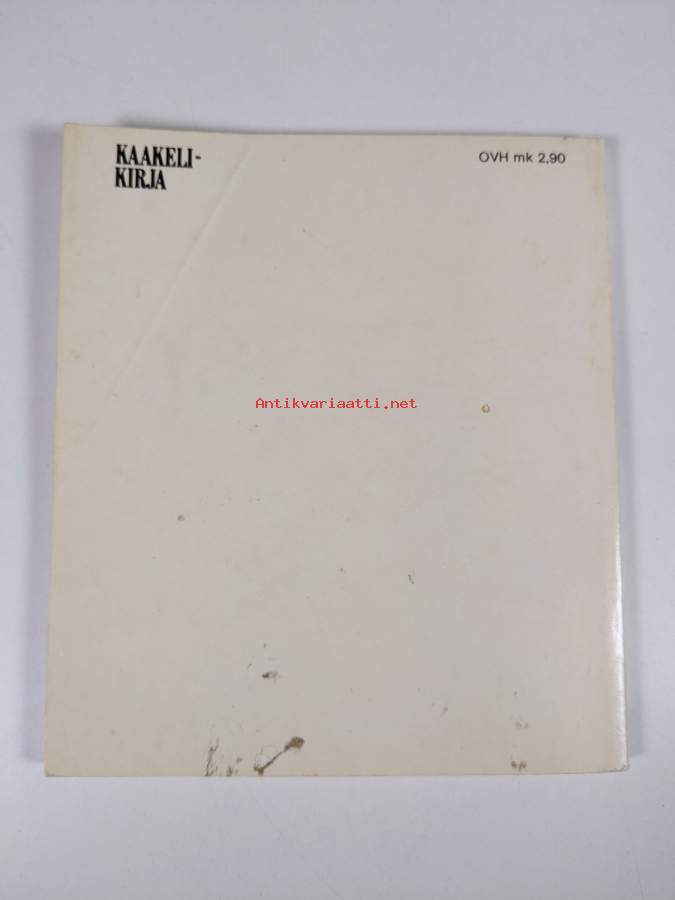 KAAKELI-
KIRJA
OVH mk 2,90
Antikvariaatti.net